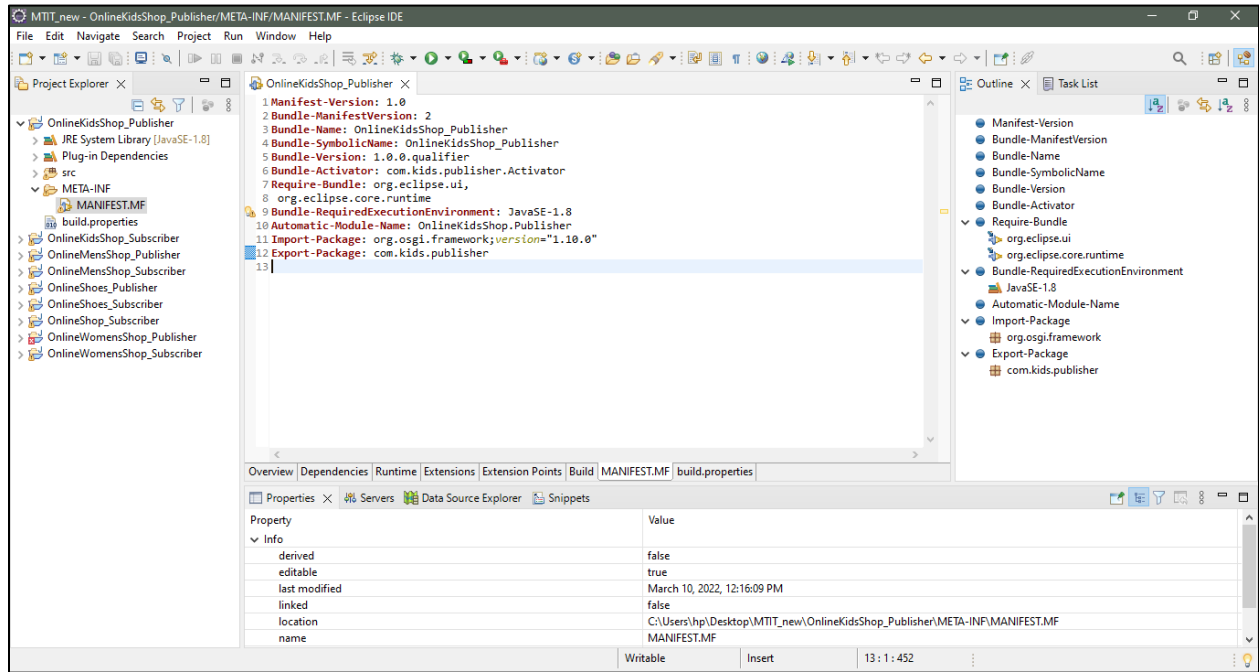 MTIT_new - OnlineKidsShop_Publisher/META-INF/MANIFEST.MF - Eclipse IDE
File Edit Navigate Search Project Run Window Help
Project Explorer
OnlineKidsShop_Publisher
JRE System Library [JavaSE-1.8]
Plug-in Dependencies
src
META-INF
MANIFEST.MF
build.properties
OnlineKidsShop_Subscriber
OnlineMensShop_Publisher
OnlineMensShop_Subscriber
OnlineShoes_Publisher
OnlineShoes_Subscriber
OnlineShop_Subscriber
OnlineWomensShop_Publisher
OnlineWomensShop_Subscriber
OnlineKidsShop_Publisher
1 Manifest-Version: 1.0
2 Bundle-ManifestVersion: 2
3 Bundle-Name: OnlineKidsShop_Publisher
4 Bundle-SymbolicName: OnlineKidsShop_Publisher
5 Bundle-Version: 1.0.0.qualifier
6 Bundle-Activator: com.kids.publisher.Activator
7 Require-Bundle: org.eclipse.ui,
8 org.eclipse.core.runtime
9 Bundle-RequiredExecutionEnvironment: JavaSE-1.8
10 Automatic-Module-Name: OnlineKidsShop.Publisher
11 Import-Package: org.osgi.framework;version="1.10.0"
12 Export-Package: com.kids.publisher
13
Overview Dependencies Runtime Extensions Extension Points Build MANIFEST.MF build.properties
Outline Task List
Manifest-Version
Bundle-ManifestVersion
Bundle-Name
Bundle-SymbolicName
Bundle-Version
Bundle-Activator
Require-Bundle
org.eclipse.ui
org.eclipse.core.runtime
Bundle-RequiredExecutionEnvironment
JavaSE-1.8
Automatic-Module-Name
Import-Package
org.osgi.framework
Export-Package
com.kids.publisher
Properties Servers Data Source Explorer Snippets
Property Value
Info
derived false
editable true
last modified March 10, 2022, 12:16:09 PM
linked false
location C:\Users\hp\Desktop\MTIT_new\OnlineKidsShop_Publisher\META-INF\MANIFEST.MF
name MANIFEST.MF
Writable Insert 13 : 1 : 452